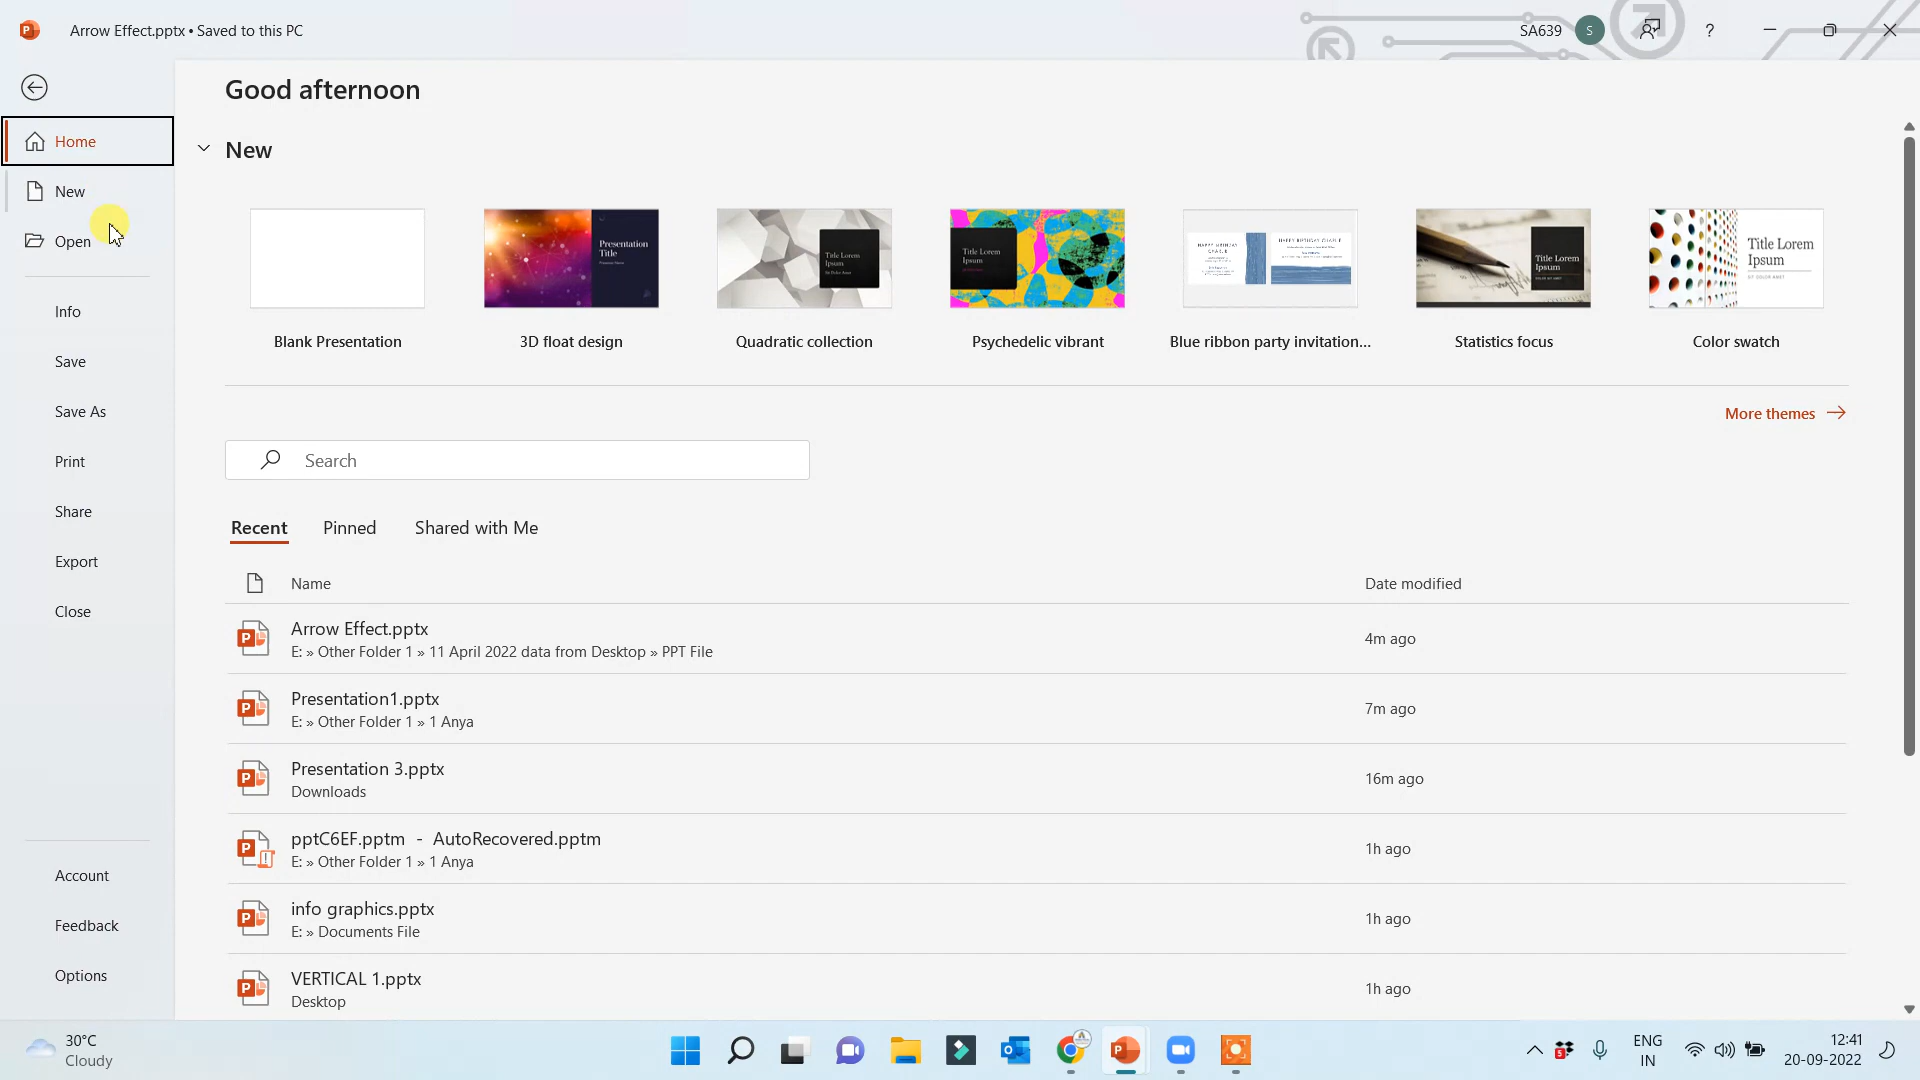 Arrow Effect.pptx • Saved to this PC
SA639
S
?
Good afternoon
Home
New
New
Open
Presentation Title
Title Lorem Ipsum
Title Lorem Ipsum
Title Lorem Ipsum
Title Lorem Ipsum
Blank Presentation
3D float design
Quadratic collection
Psychedelic vibrant
Blue ribbon party invitation...
Statistics focus
Color swatch
Info
Save
Save As
More themes
Print
Search
Share
Recent
Pinned
Shared with Me
Export
Name
Date modified
Close
Arrow Effect.pptx
4m ago
E: » Other Folder 1 » 11 April 2022 data from Desktop » PPT File
Presentation1.pptx
7m ago
E: » Other Folder 1 » 1 Anya
Presentation 3.pptx
16m ago
Downloads
pptC6EF.pptm - AutoRecovered.pptm
1h ago
E: » Other Folder 1 » 1 Anya
info graphics.pptx
1h ago
E: » Documents File
VERTICAL 1.pptx
1h ago
Desktop
Account
Feedback
Options
30°C
Cloudy
5
ENG
IN
12:41
20-09-2022